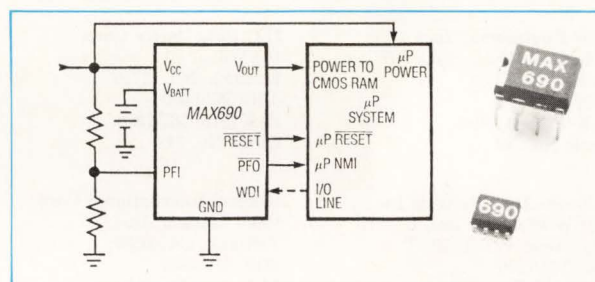 V_CC
V_BATT
PFI
MAX690
V_OUT
RESET
PFO
WDI
GND
POWER TO
CMOS RAM
μP
POWER
μP
SYSTEM
μP RESET
μP NMI
I/O
LINE
MAX
690
690